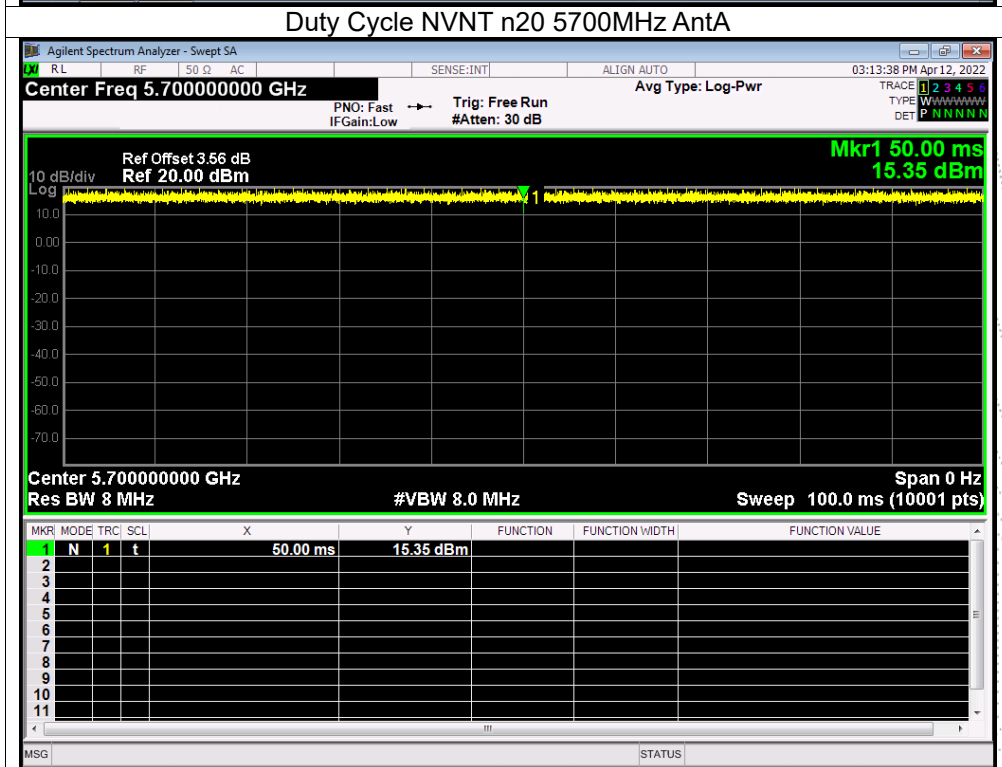 Duty Cycle NVNT n20 5700MHz AntA
Agilent Spectrum Analyzer - Swept SA
LXI RL RF 50 Ω AC SENSE:INT ALIGN AUTO 03:13:38 PM Apr 12, 2022
Center Freq 5.700000000 GHz Avg Type: Log-Pwr TRACE 1 2 3 4 5 6
PNO: Fast Trig: Free Run TYPE WWWWWW
IFGain:Low #Atten: 30 dB DET P N N N N N
Mkr1 50.00 ms
Ref Offset 3.56 dB
10 dB/div Ref 20.00 dBm 15.35 dBm
Log
1
10.0
0.00
-10.0
-20.0
-30.0
-40.0
-50.0
-60.0
-70.0
Center 5.700000000 GHz Span 0 Hz
Res BW 8 MHz #VBW 8.0 MHz Sweep 100.0 ms (10001 pts)
MKR MODE TRC SCL X Y FUNCTION FUNCTION WIDTH FUNCTION VALUE
1 N 1 t 50.00 ms 15.35 dBm
2
3
4
5
6
7
8
9
10
11
MSG STATUS